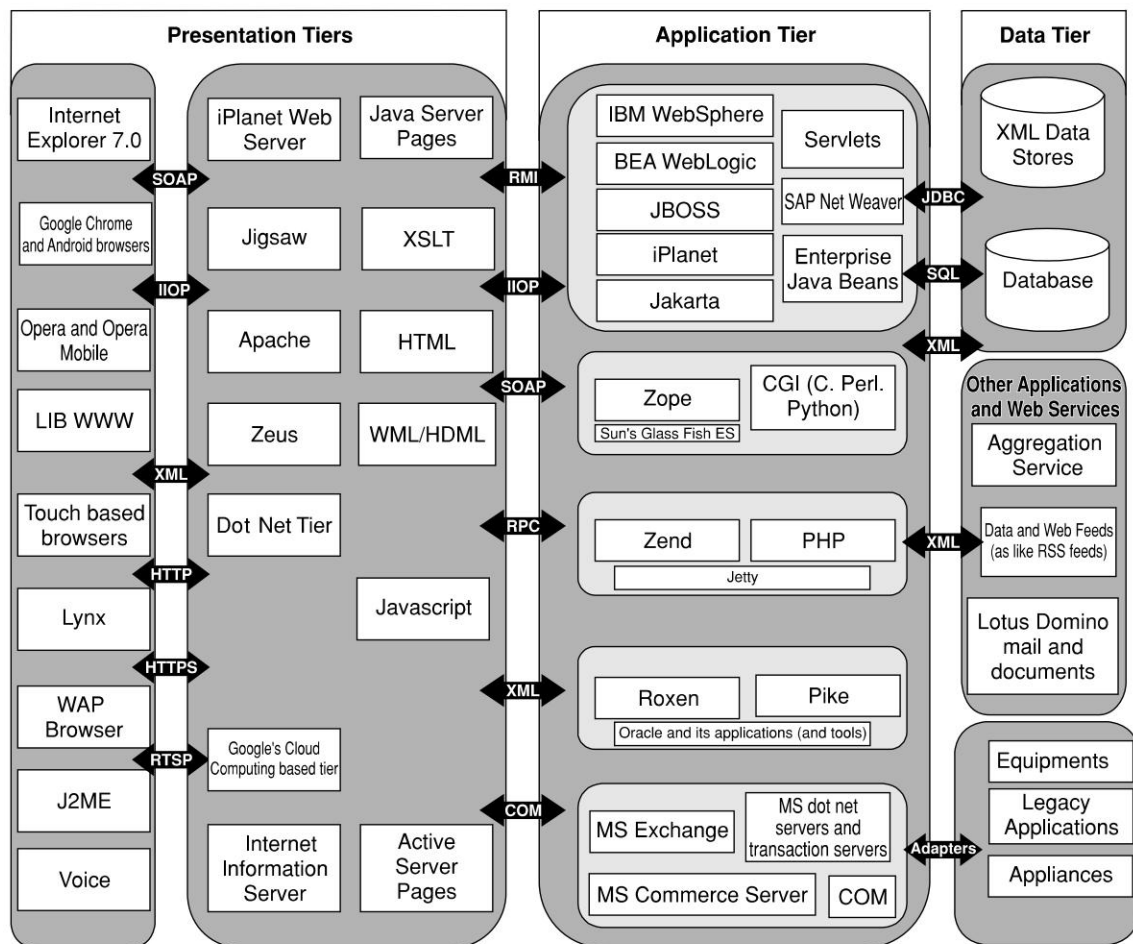 Presentation Tiers
Application Tier
Data Tier
Internet
Explorer 7.0
Google Chrome
and Android browsers
Opera and Opera
Mobile
LIB WWW
Touch based
browsers
Lynx
WAP
Browser
J2ME
Voice
SOAP
IIOP
XML
HTTP
HTTPS
RTSP
iPlanet Web
Server
Java Server
Pages
Jigsaw
XSLT
Apache
HTML
Zeus
WML/HDML
Dot Net Tier
Javascript
Google's Cloud
Computing based tier
Internet
Information
Server
Active
Server
Pages
RMI
IIOP
SOAP
RPC
XML
COM
IBM WebSphere
BEA WebLogic
JBOSS
iPlanet
Jakarta
Servlets
SAP Net Weaver
Enterprise
Java Beans
Zope
Sun's Glass Fish ES
CGI (C. Perl.
Python)
Zend
PHP
Jetty
Roxen
Pike
Oracle and its applications (and tools)
MS Exchange
MS dot net
servers and
transaction servers
MS Commerce Server
COM
JDBC
SQL
XML
XML
Adapters
XML Data
Stores
Database
Other Applications
and Web Services
Aggregation
Service
Data and Web Feeds
(as like RSS feeds)
Lotus Domino
mail and
documents
Equipments
Legacy
Applications
Appliances